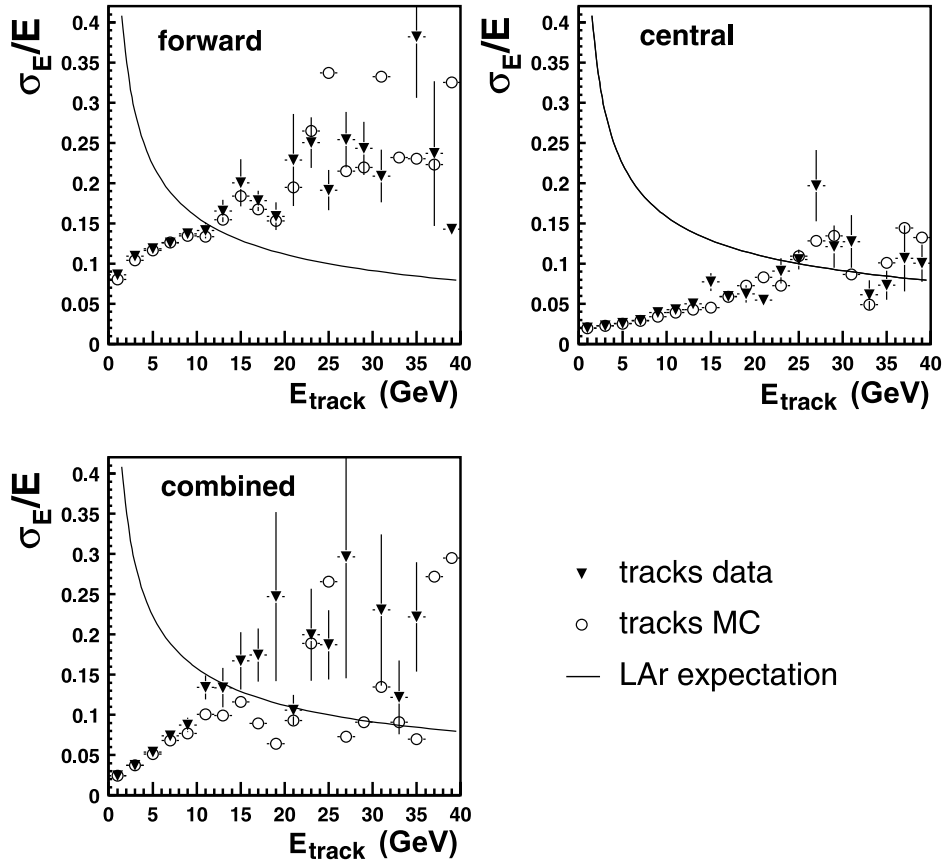 forward
σE/E
0.4
0.35
0.3
0.25
0.2
0.15
0.1
0.05
0
0 5 10 15 20 25 30 35 40
Etrack (GeV)
central
σE/E
0.4
0.35
0.3
0.25
0.2
0.15
0.1
0.05
0
0 5 10 15 20 25 30 35 40
Etrack (GeV)
combined
σE/E
0.4
0.35
0.3
0.25
0.2
0.15
0.1
0.05
0
0 5 10 15 20 25 30 35 40
Etrack (GeV)
tracks data
tracks MC
LAr expectation